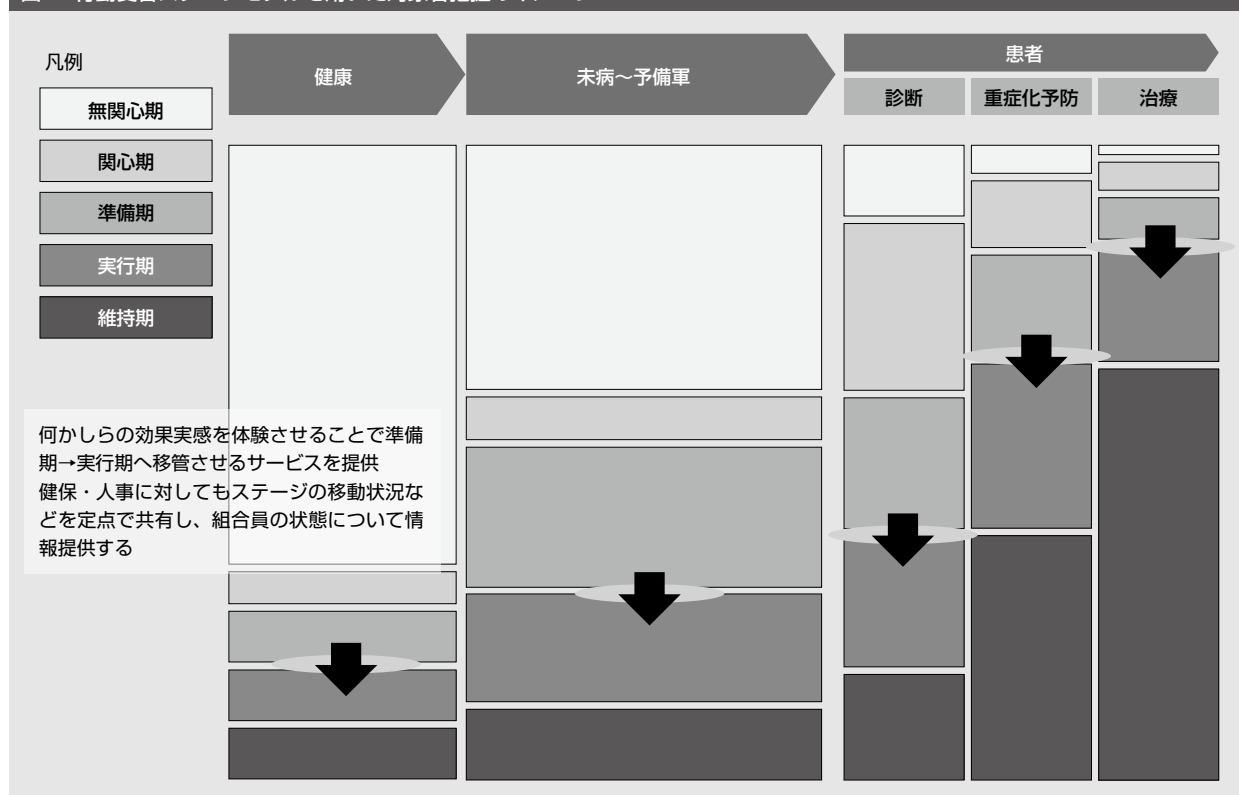 凡例
無関心期
関心期
準備期
実行期
維持期
健康
未病〜予備軍
患者
診断
重症化予防
治療
何かしらの効果実感を体験させることで準備
期→実行期へ移管させるサービスを提供
健保・人事に対してもステージの移動状況な
どを定点で共有し、組合員の状態について情
報提供する